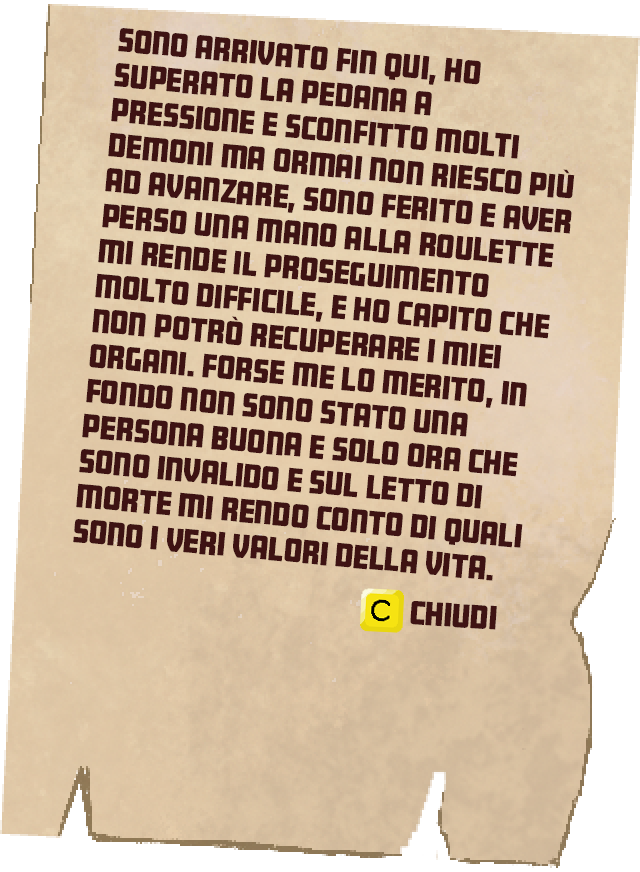 SONO ARRIVATO FIN QUI, HO
SUPERATO LA PEDANA A
PRESSIONE E SCONFITTO MOLTI
DEMONI MA ORMAI NON RIESCO PIÙ
AD AVANZARE, SONO FERITO E AVER
PERSO UNA MANO ALLA ROULETTE
MI RENDE IL PROSEGUIMENTO
MOLTO DIFFICILE, E HO CAPITO CHE
NON POTRÒ RECUPERARE I MIEI
ORGANI. FORSE ME LO MERITO, IN
FONDO NON SONO STATO UNA
PERSONA BUONA E SOLO ORA CHE
SONO INVALIDO E SUL LETTO DI
MORTE MI RENDO CONTO DI QUALI
SONO I VERI VALORI DELLA VITA.
C CHIUDI